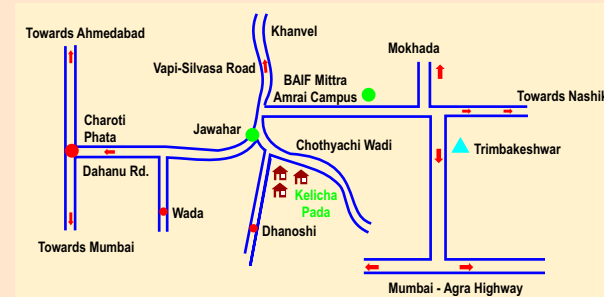 Khanvel
Towards Ahmedabad
Mokhada
Vapi-Silvasa Road
BAIF Mittra
Amrai Campus
Towards Nashik
Charoti
Phata
Jawahar
Chothyachi Wadi
Trimbakeshwar
Dahanu Rd.
Kelicha
Pada
Wada
Dhanoshi
Towards Mumbai
Mumbai - Agra Highway